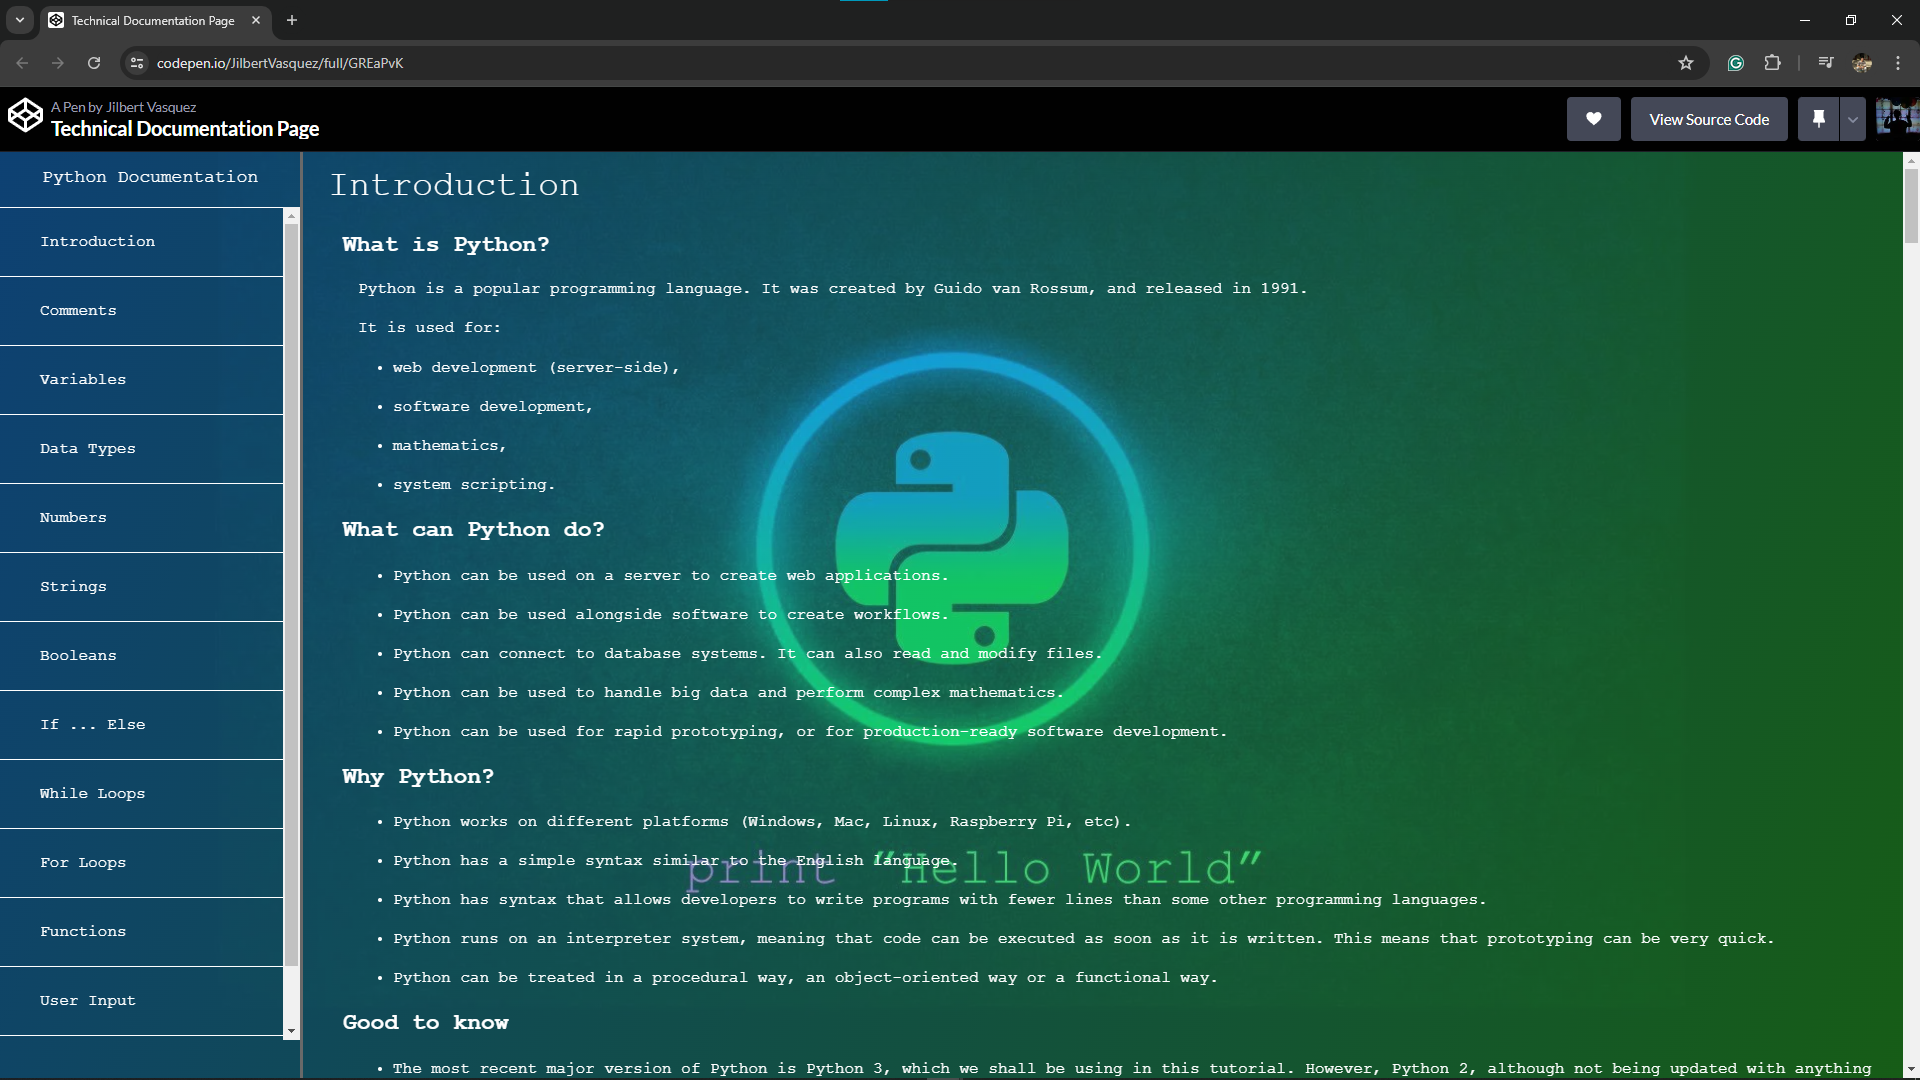 Technical Documentation Page
codepen.io/JilbertVasquez/full/GREaPvK
A Pen by Jilbert Vasquez
Technical Documentation Page
View Source Code
Python Documentation
Introduction
Comments
Variables
Data Types
Numbers
Strings
Booleans
If ... Else
While Loops
For Loops
Functions
User Input
Introduction
What is Python?
Python is a popular programming language. It was created by Guido van Rossum, and released in 1991.
It is used for:
• web development (server-side),
• software development,
• mathematics,
• system scripting.
What can Python do?
• Python can be used on a server to create web applications.
• Python can be used alongside software to create workflows.
• Python can connect to database systems. It can also read and modify files.
• Python can be used to handle big data and perform complex mathematics.
• Python can be used for rapid prototyping, or for production-ready software development.
Why Python?
• Python works on different platforms (Windows, Mac, Linux, Raspberry Pi, etc).
• Python has a simple syntax similar to the English language.
print “Hello World”
• Python has syntax that allows developers to write programs with fewer lines than some other programming languages.
• Python runs on an interpreter system, meaning that code can be executed as soon as it is written. This means that prototyping can be very quick.
• Python can be treated in a procedural way, an object-oriented way or a functional way.
Good to know
• The most recent major version of Python is Python 3, which we shall be using in this tutorial. However, Python 2, although not being updated with anything